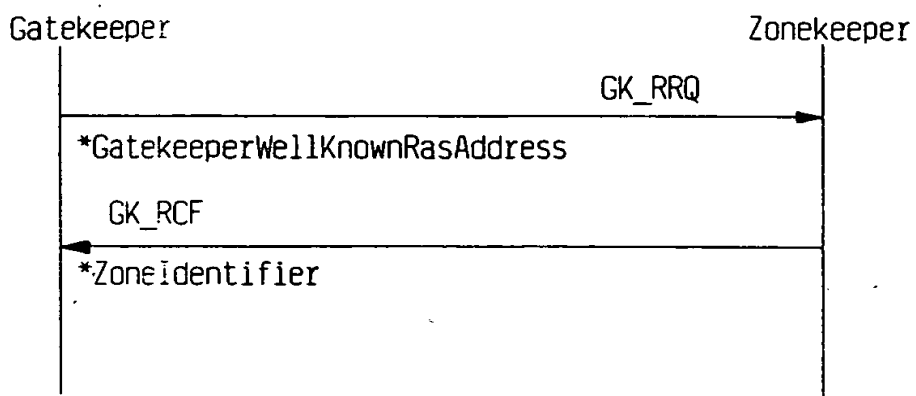 Gatekeeper
Zonekeeper
GK_RRQ
*GatekeeperWellKnownRasAddress
GK_RCF
*ZoneIdentifier